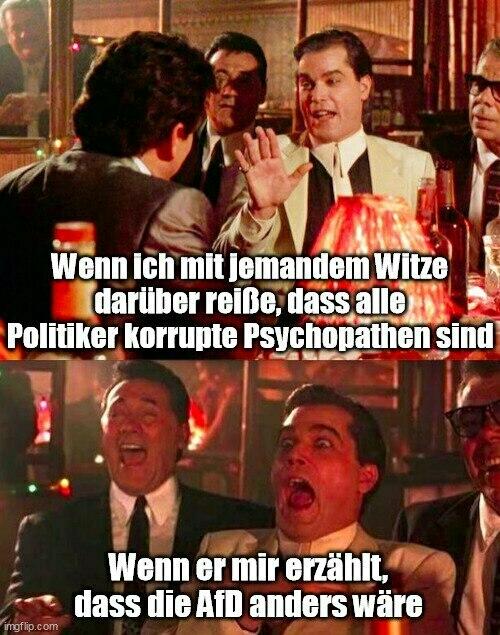 Wenn ich mit jemandem Witze
darüber reiße, dass alle
Politiker korrupte Psychopathen sind
Wenn er mir erzählt,
dass die AfD anders wäre
imgflip.com